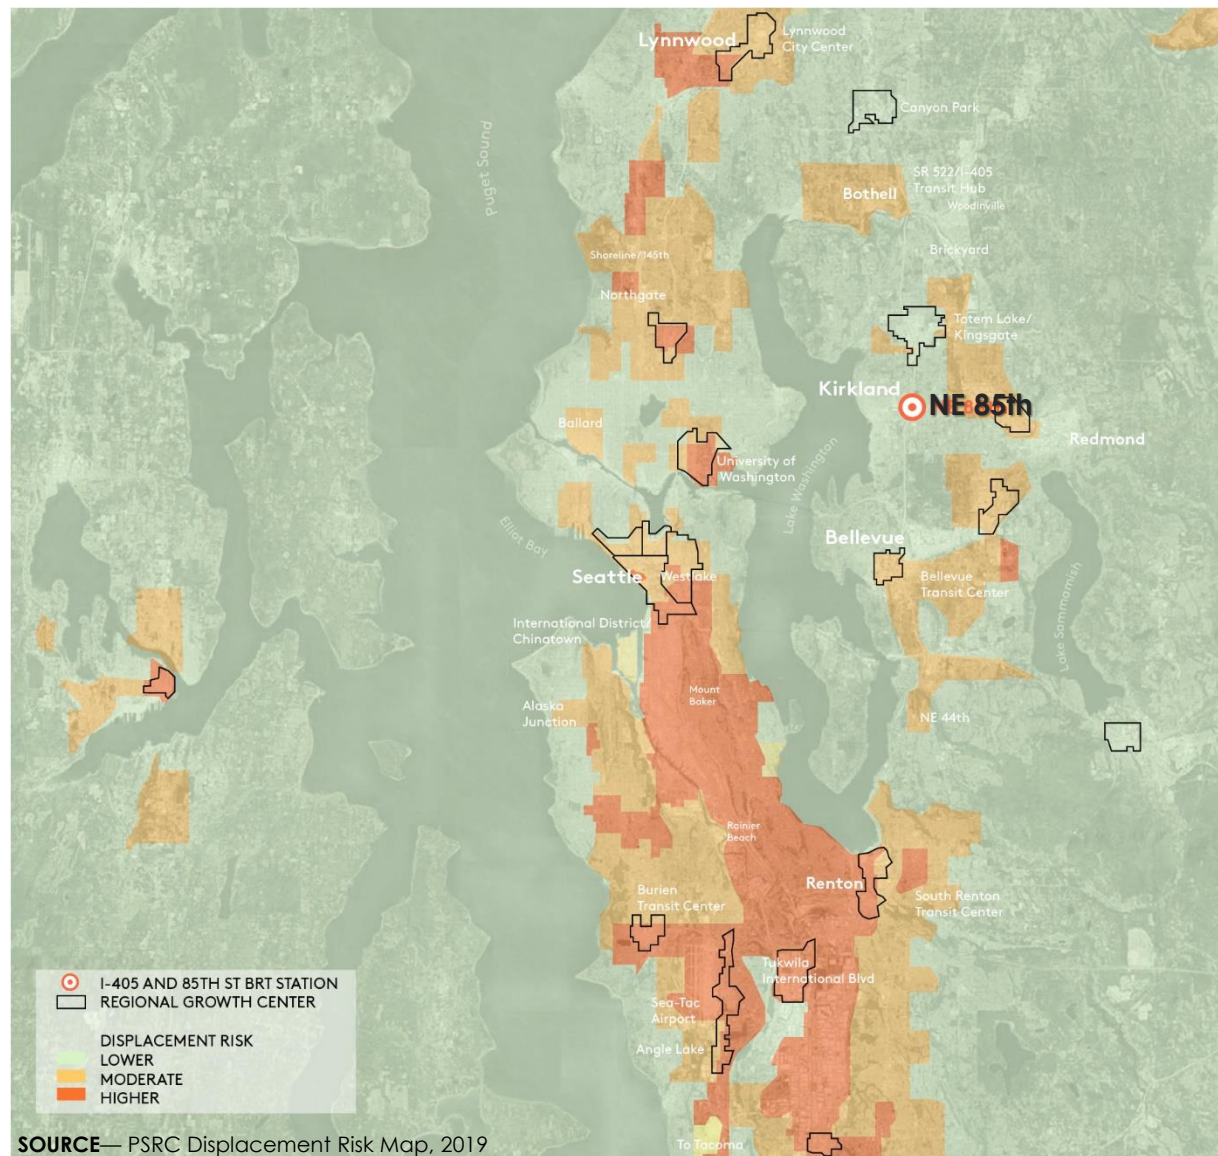 Lynnwood
Lynnwood
City Center
Canyon Park
Puget Sound
SR 522/I-405
Transit Hub
Bothell
Woodinville
Brickyard
Shoreline/145th
Northgate
Totem Lake/
Kingsgate
Kirkland
NE 85th
Redmond
Ballard
University of
Washington
Lake Washington
Elliot Bay
Bellevue
Seattle
Westlake
Bellevue
Transit Center
International District/
Chinatown
Lake Sammamish
Mount
Baker
Alaska
Junction
NE 44th
Rainier
Beach
Renton
Burien
Transit Center
South Renton
Transit Center
Tukwila
International Blvd
Sea-Tac
Airport
Angle Lake
To Tacoma
I-405 AND 85TH ST BRT STATION
REGIONAL GROWTH CENTER
DISPLACEMENT RISK
LOWER
MODERATE
HIGHER
SOURCE— PSRC Displacement Risk Map, 2019